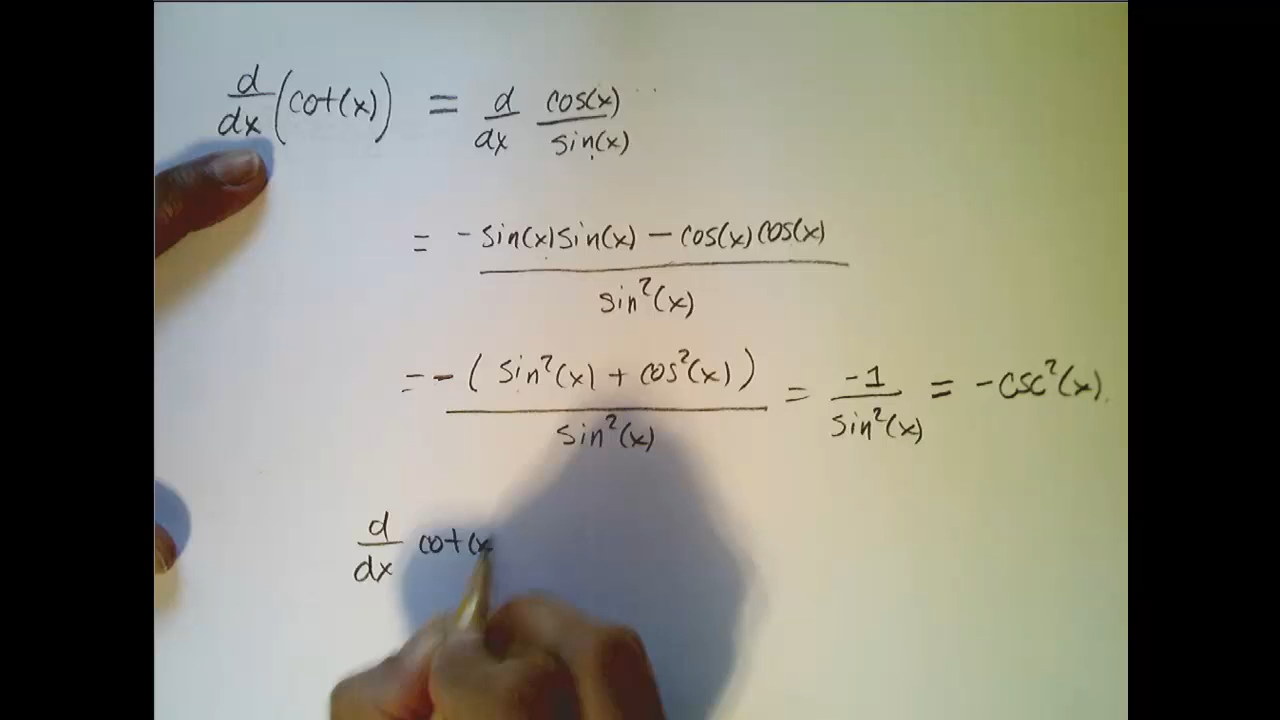 d/dx (cot(x)) = d/dx cos(x)/sin(x)
= -sin(x)sin(x) - cos(x)cos(x) / sin²(x)
= -(sin²(x) + cos²(x)) / sin²(x) = -1/sin²(x) = -csc²(x).
d/dx cot(x